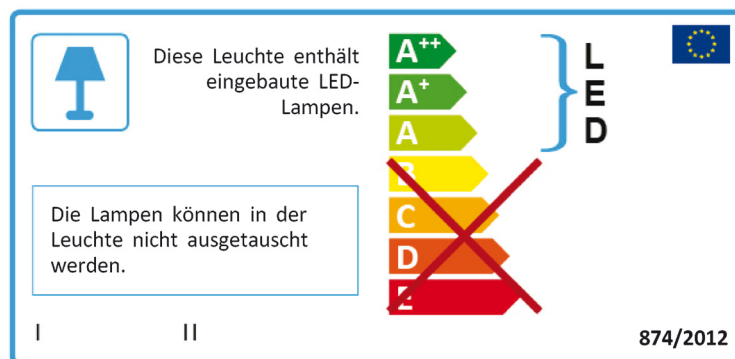 Diese Leuchte enthält
eingebaute LED-
Lampen.
A++
A+
A
B
C
D
E
L
E
D
Die Lampen können in der
Leuchte nicht ausgetauscht
werden.
I II
874/2012